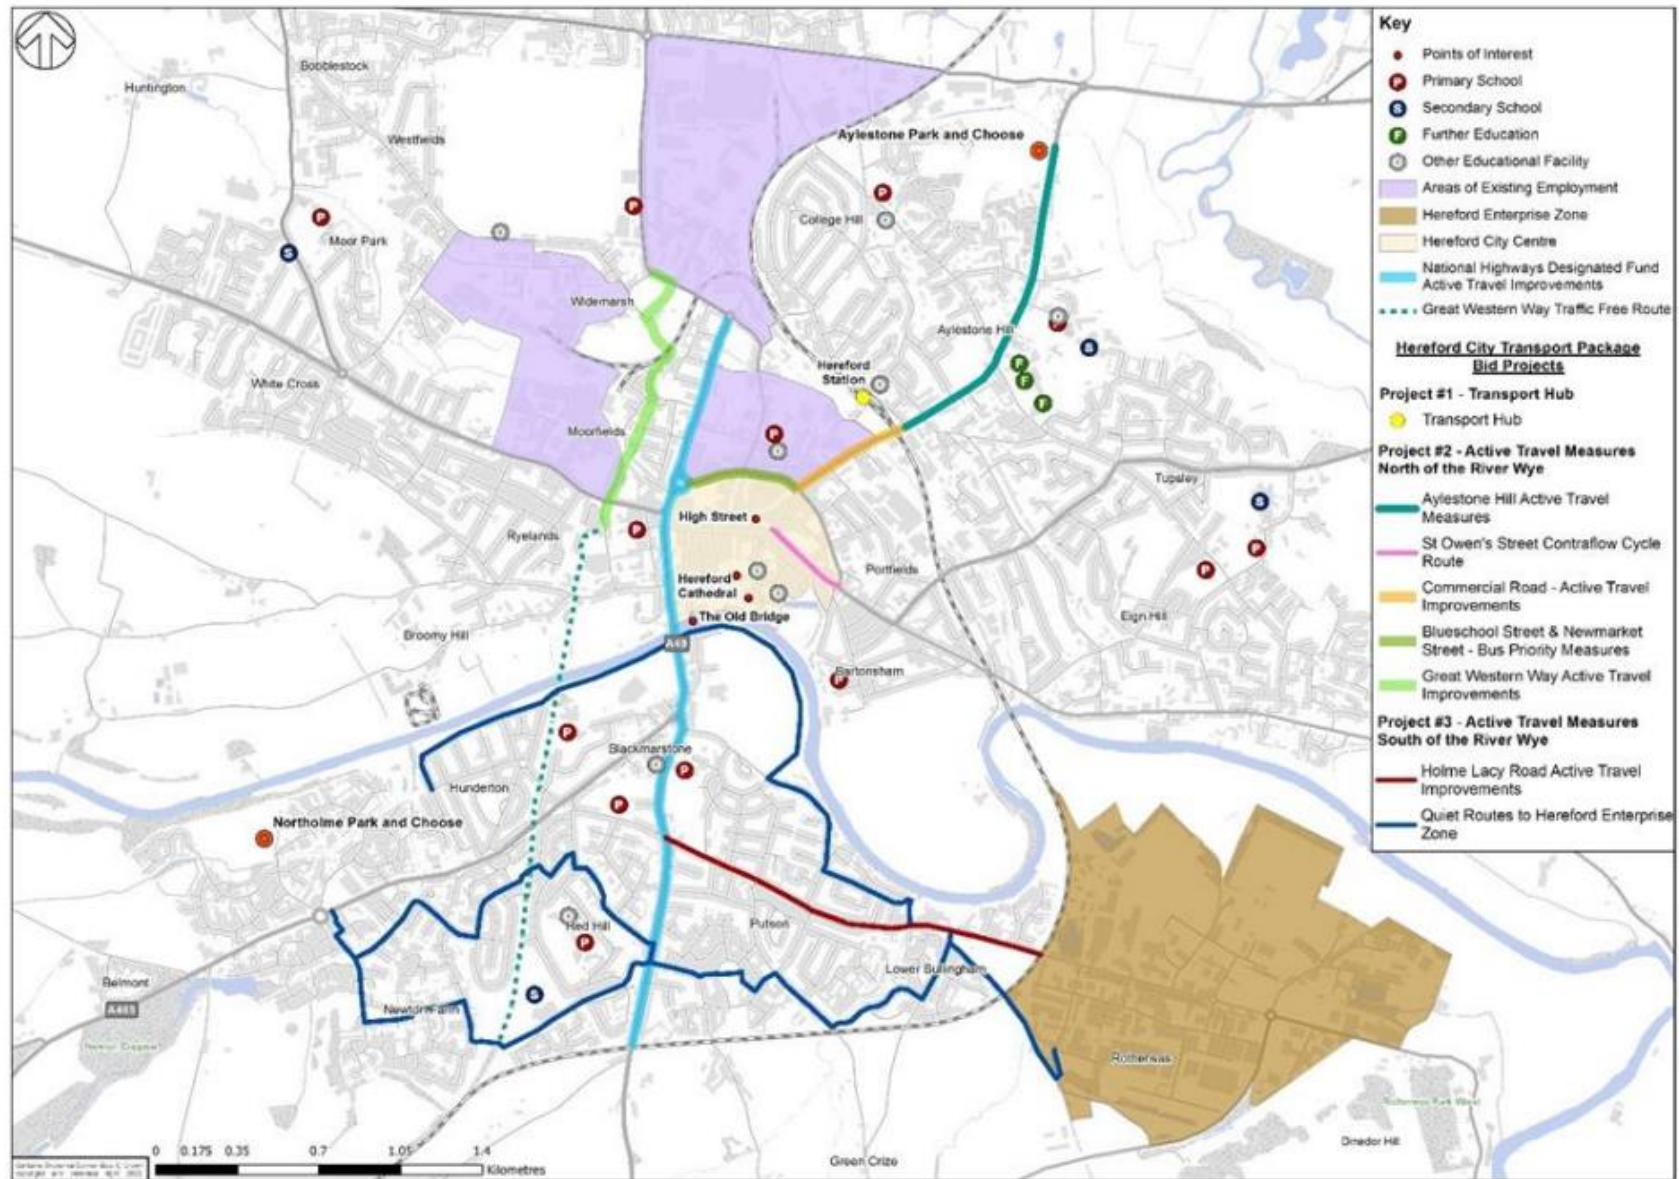 Key
Points of Interest
P Primary School
S Secondary School
F Further Education
Other Educational Facility
Areas of Existing Employment
Hereford Enterprise Zone
Hereford City Centre
National Highways Designated Fund
Active Travel Improvements
Great Western Way Traffic Free Route
Hereford City Transport Package
Bid Projects
Project #1 - Transport Hub
Transport Hub
Project #2 - Active Travel Measures
North of the River Wye
Aylestone Hill Active Travel
Measures
St Owen's Street Contraflow Cycle
Route
Commercial Road - Active Travel
Improvements
Blueschool Street & Newmarket
Street - Bus Priority Measures
Great Western Way Active Travel
Improvements
Project #3 - Active Travel Measures
South of the River Wye
Holme Lacy Road Active Travel
Improvements
Quiet Routes to Hereford Enterprise
Zone
Bobblestock
Huntington
Westfields
Aylestone Park and Choose
P
P
P
College Hill
Moor Park
S
Widemarsh
Aylestone Hill
P
S
Hereford
Station
F
F
F
White Cross
Moorfields
P
Tupsley
S
High Street
P
Ryelands
P
P
Portfields
Hereford
Cathedral
The Old Bridge
Eign Hill
Broomy Hill
A49
Bartonsham
P
P
Blackmarstone
P
Hunderton
P
Northolme Park and Choose
Red Hill
P
Putson
Lower Bullingham
Belmont
S
A465
Newton Farm
Rotherwas
Dinedor Hill
Green Crize
0 0.175 0.35 0.7 1.05 1.4
Kilometres